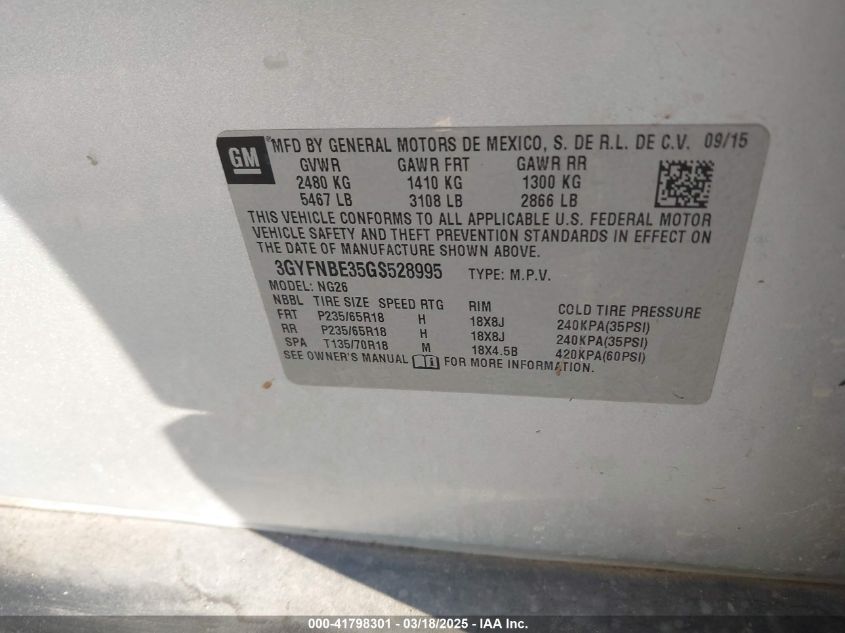 GM
®MFD BY GENERAL MOTORS DE MEXICO, S. DE R.L. DE C.V. 09/15
GVWR GAWR FRT GAWR RR
2480 KG 1410 KG 1300 KG
5467 LB 3108 LB 2866 LB
THIS VEHICLE CONFORMS TO ALL APPLICABLE U.S. FEDERAL MOTOR
VEHICLE SAFETY AND THEFT PREVENTION STANDARDS IN EFFECT ON
THE DATE OF MANUFACTURE SHOWN ABOVE.
3GYFNBE35GS528995 TYPE: M.P.V.
MODEL: NG26
NBBL TIRE SIZE SPEED RTG RIM COLD TIRE PRESSURE
FRT P235/65R18 H 18X8J 240KPA(35PSI)
RR P235/65R18 H 18X8J 240KPA(35PSI)
SPA T135/70R18 M 18X4.5B 420KPA(60PSI)
SEE OWNER'S MANUAL FOR MORE INFORMATION.
000-41798301 — 03/18/2025 — IAA Inc.